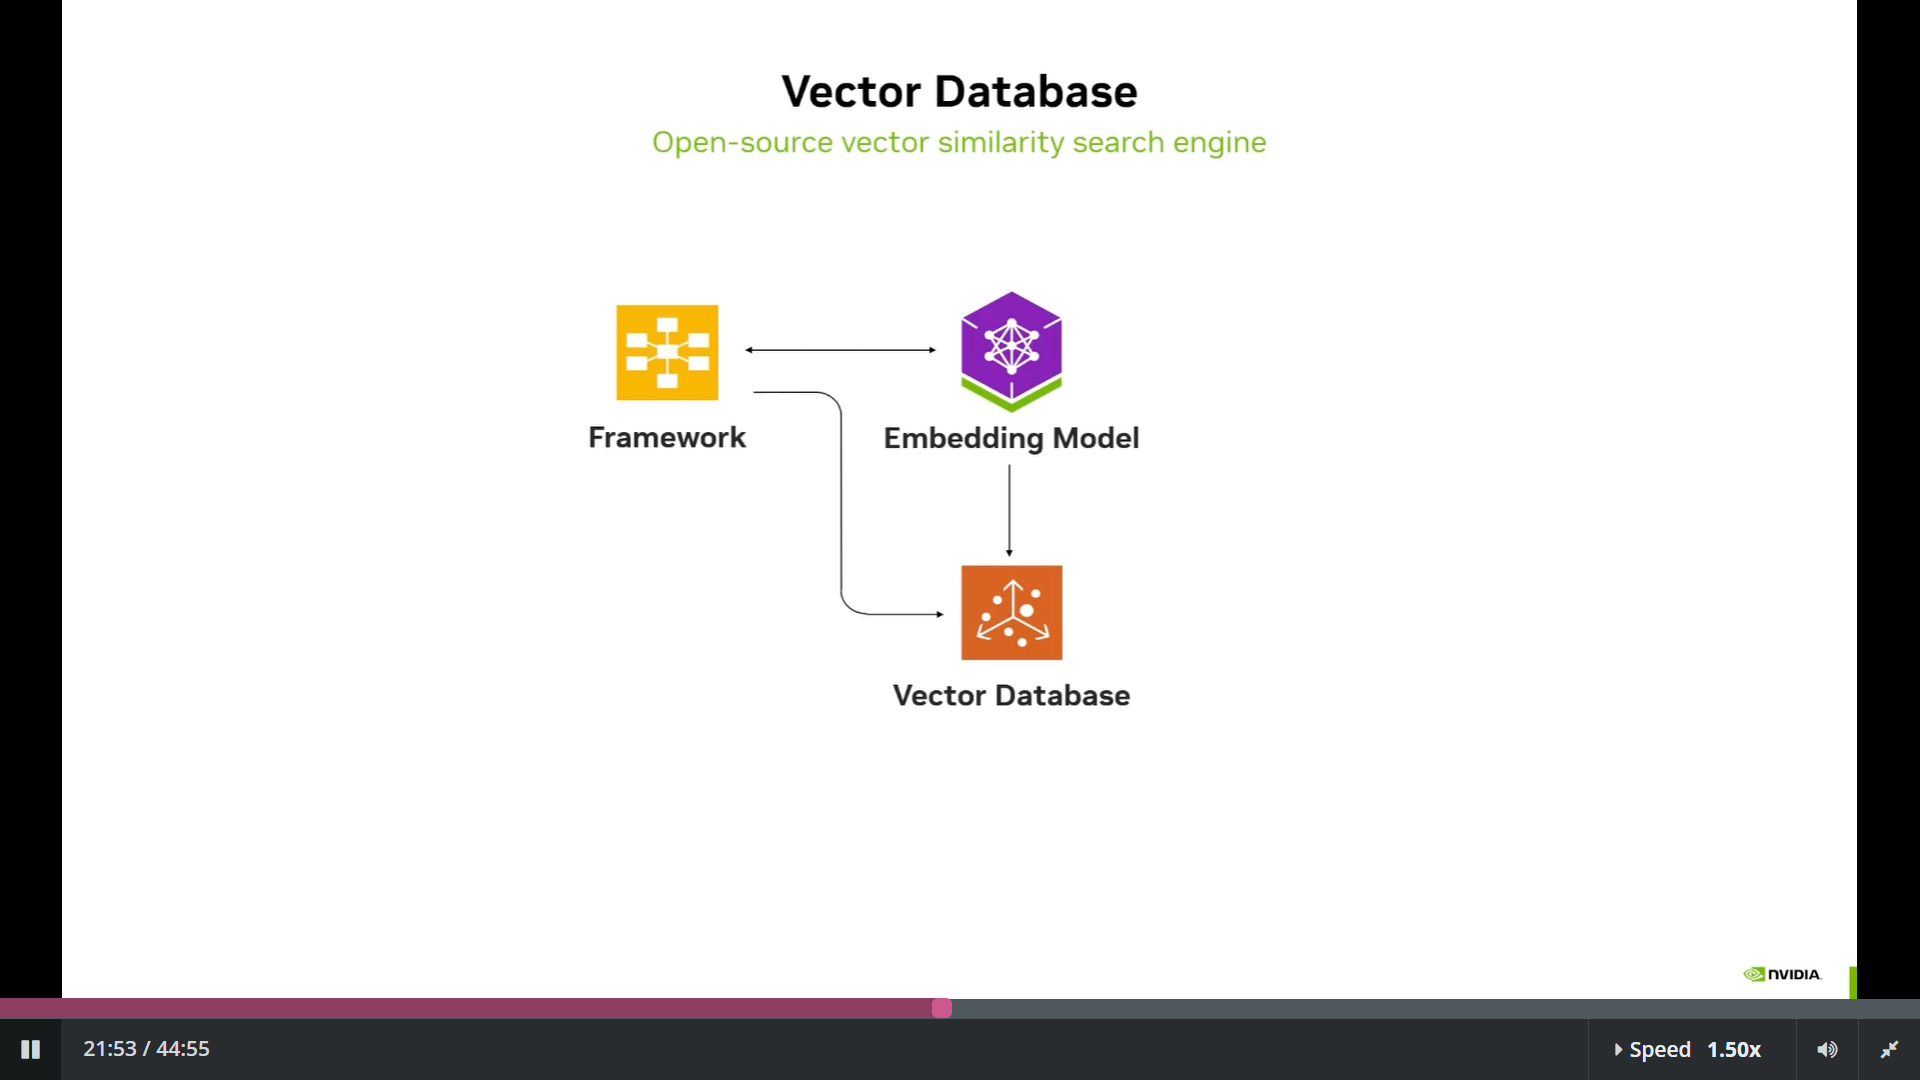 Vector Database
Open-source vector similarity search engine
Framework
Embedding Model
Vector Database
NVIDIA.
21:53 / 44:55
Speed 1.50x